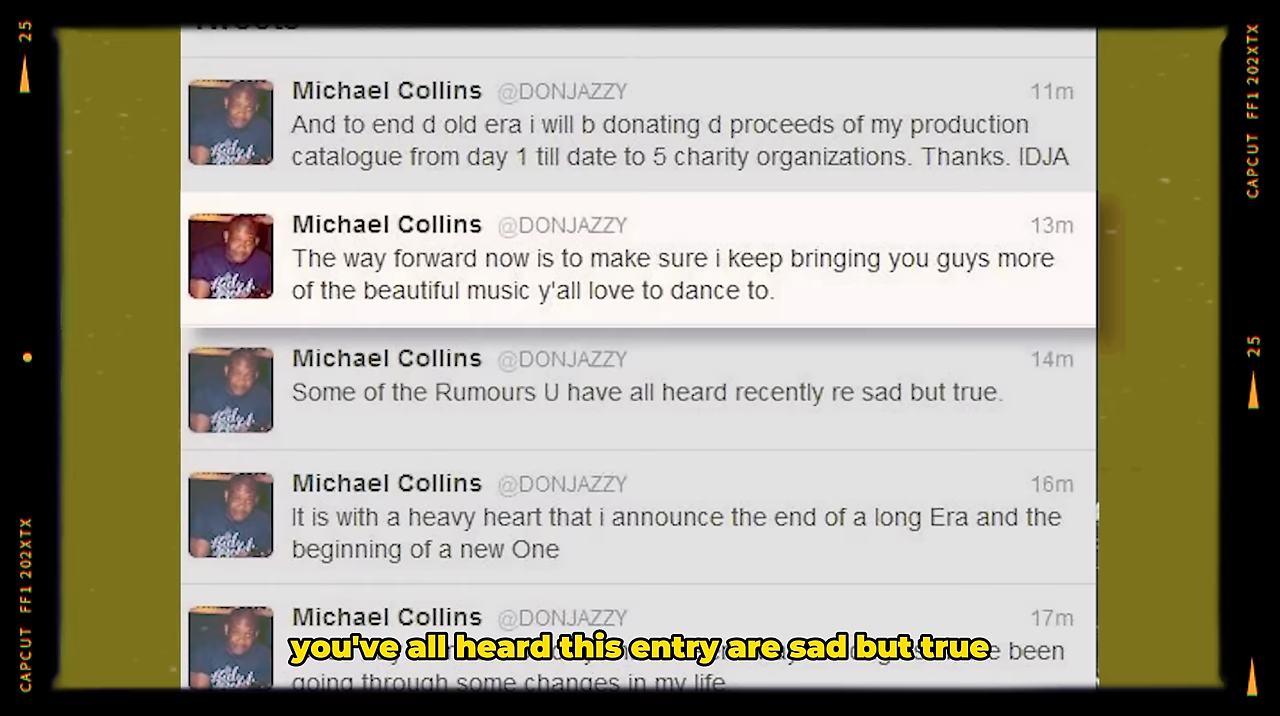 Michael Collins @DONJAZZY 11m
And to end d old era i will b donating d proceeds of my production
catalogue from day 1 till date to 5 charity organizations. Thanks. IDJA
Michael Collins @DONJAZZY 13m
The way forward now is to make sure i keep bringing you guys more
of the beautiful music y'all love to dance to.
Michael Collins @DONJAZZY 14m
Some of the Rumours U have all heard recently re sad but true.
Michael Collins @DONJAZZY 16m
It is with a heavy heart that i announce the end of a long Era and the
beginning of a new One
Michael Collins @DONJAZZY 17m
been
going through some changes in my life
you've all heard this entry are sad but true
25
CAPCUT FF1 202XTX
CAPCUT FF1 202XTX
25